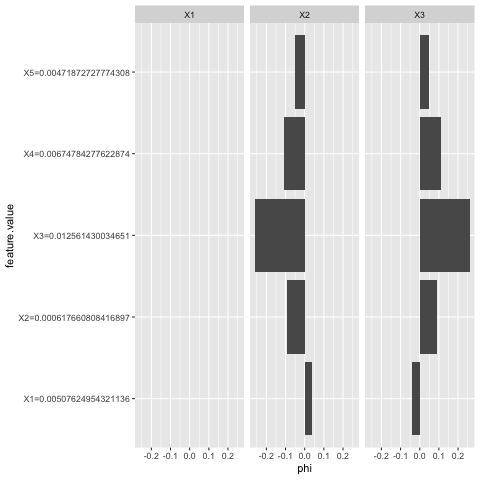 X1
X2
X3
feature.value
X5=0.00471872727774308
X4=0.00674784277622874
X3=0.012561430034651
X2=0.000617660808416897
X1=0.00507624954321136
-0.2 -0.1 0.0 0.1 0.2
-0.2 -0.1 0.0 0.1 0.2
-0.2 -0.1 0.0 0.1 0.2
phi